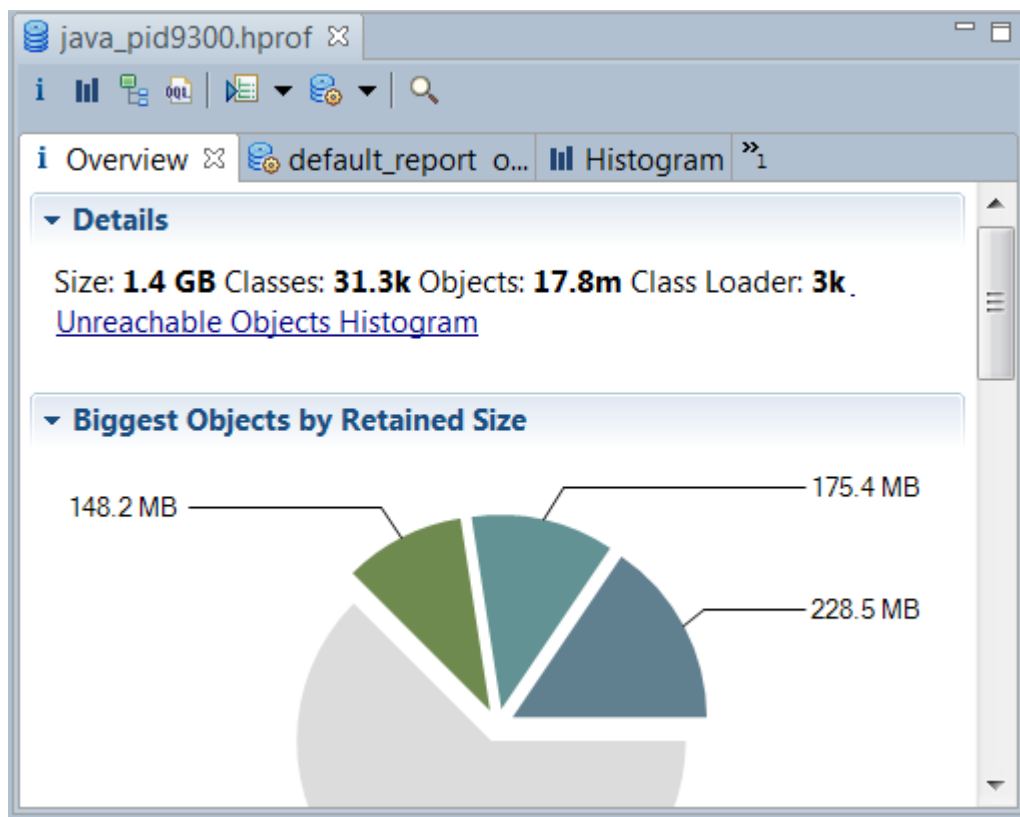 java_pid9300.hprof
i
OQL
i Overview default_report o... Histogram »1
Details
Size: 1.4 GB Classes: 31.3k Objects: 17.8m Class Loader: 3k
Unreachable Objects Histogram
Biggest Objects by Retained Size
175.4 MB
148.2 MB
228.5 MB